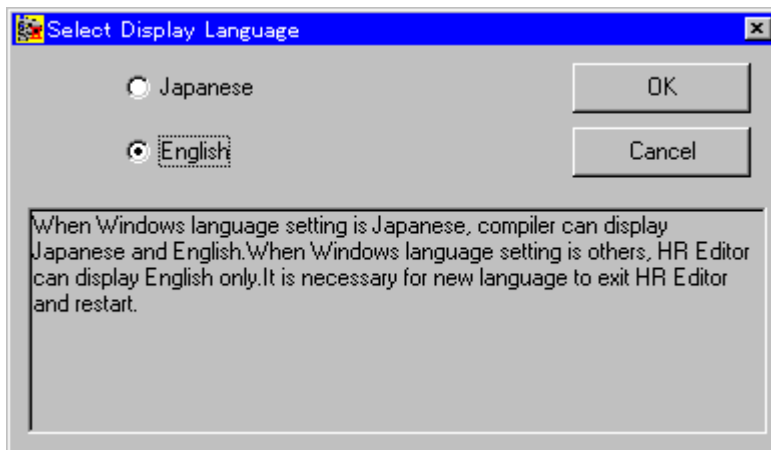 Select Display Language
Japanese
OK
English
Cancel
When Windows language setting is Japanese, compiler can display
Japanese and English.When Windows language setting is others, HR Editor
can display English only.It is necessary for new language to exit HR Editor
and restart.